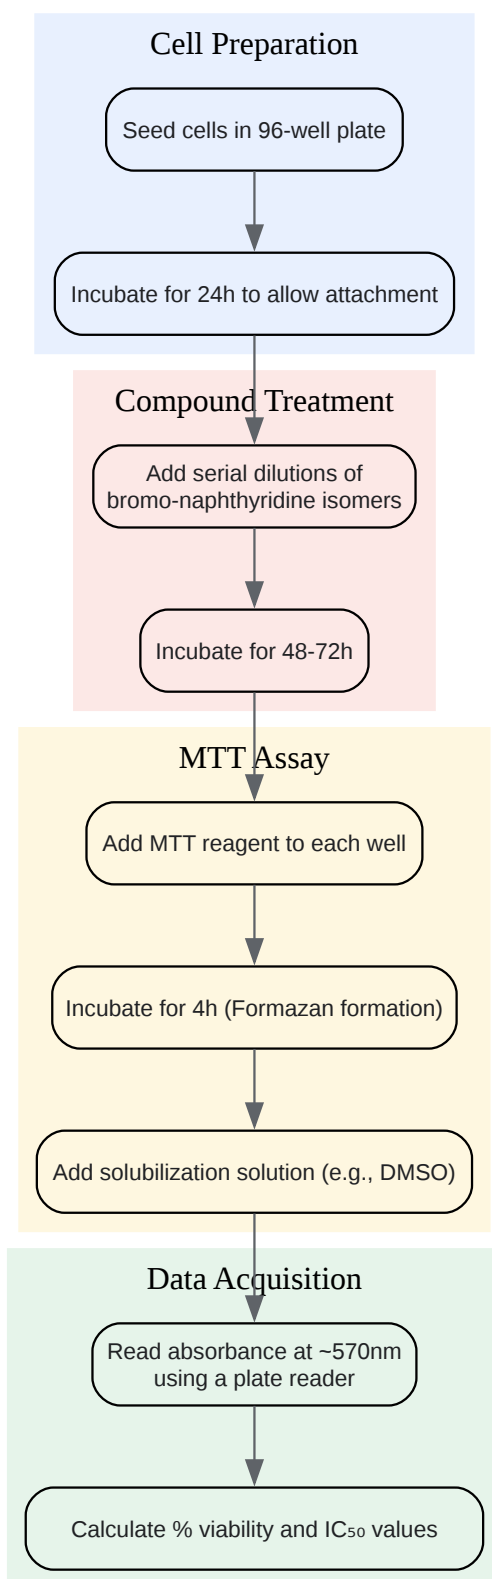 Cell Preparation
Seed cells in 96-well plate
Incubate for 24h to allow attachment
Compound Treatment
Add serial dilutions of
bromo-naphthyridine isomers
Incubate for 48-72h
MTT Assay
Add MTT reagent to each well
Incubate for 4h (Formazan formation)
Add solubilization solution (e.g., DMSO)
Data Acquisition
Read absorbance at ~570nm
using a plate reader
Calculate % viability and IC₅₀ values